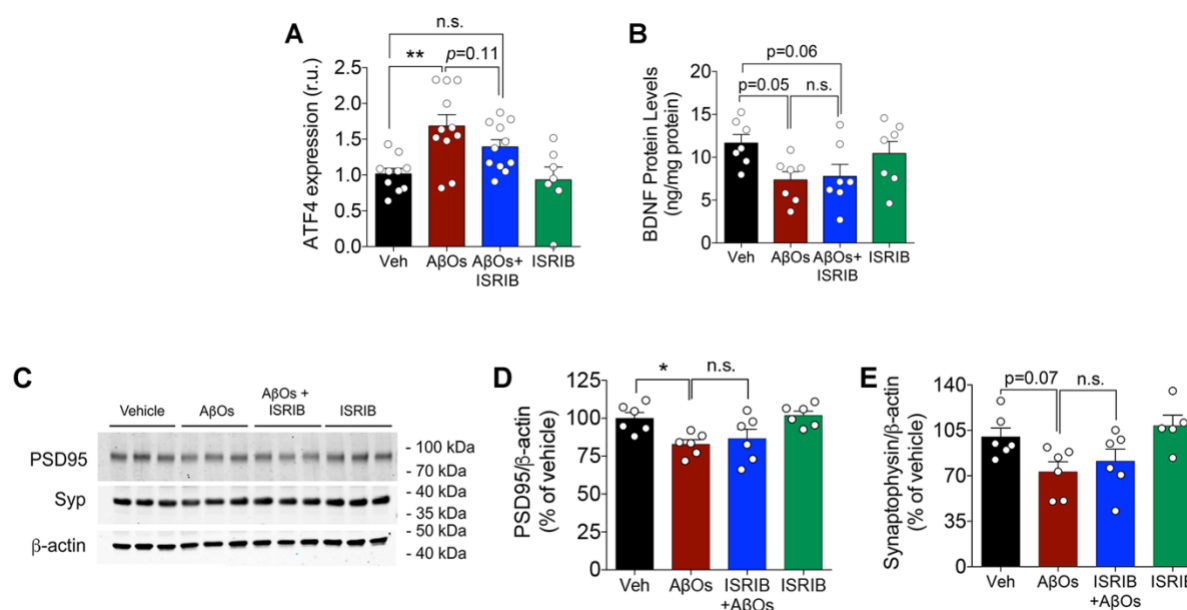 A
n.s.
**
p=0.11
ATF4 expression (r.u.)
2.5
2.0
1.5
1.0
0.5
0.0
Veh
AβOs
AβOs+
ISRIB
ISRIB
B
p=0.06
p=0.05
n.s.
BDNF Protein Levels
(ng/mg protein)
20
15
10
5
0
Veh
AβOs
AβOs+
ISRIB
ISRIB
C
Vehicle
AβOs
AβOs +
ISRIB
ISRIB
PSD95
- 100 kDa
- 70 kDa
Syp
- 40 kDa
- 35 kDa
β-actin
- 50 kDa
- 40 kDa
D
*
n.s.
PSD95/β-actin
(% of vehicle)
125
100
75
50
25
0
Veh
AβOs
ISRIB
+AβOs
ISRIB
E
p=0.07
n.s.
Synaptophysin/β-actin
(% of vehicle)
140
105
70
35
0
Veh
AβOs
ISRIB
+AβOs
ISRIB